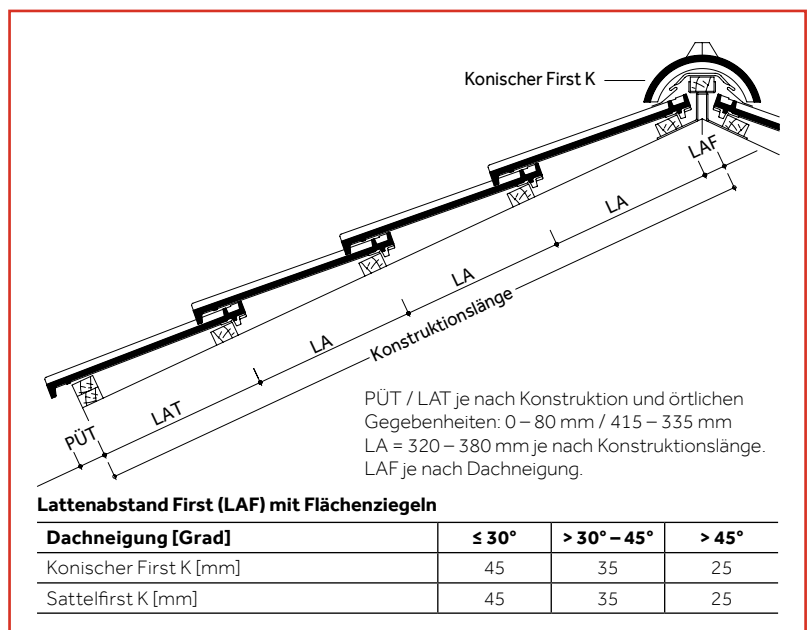 Konischer First K
LAF
LA
LA
LA
Konstruktionslänge
LAT
PÜT
PÜT / LAT je nach Konstruktion und örtlichen
Gegebenheiten: 0 – 80 mm / 415 – 335 mm
LA = 320 – 380 mm je nach Konstruktionslänge.
LAF je nach Dachneigung.
Lattenabstand First (LAF) mit Flächenziegeln
Dachneigung [Grad] ≤ 30° > 30° – 45° > 45°
Konischer First K [mm] 45 35 25
Sattelfirst K [mm] 45 35 25